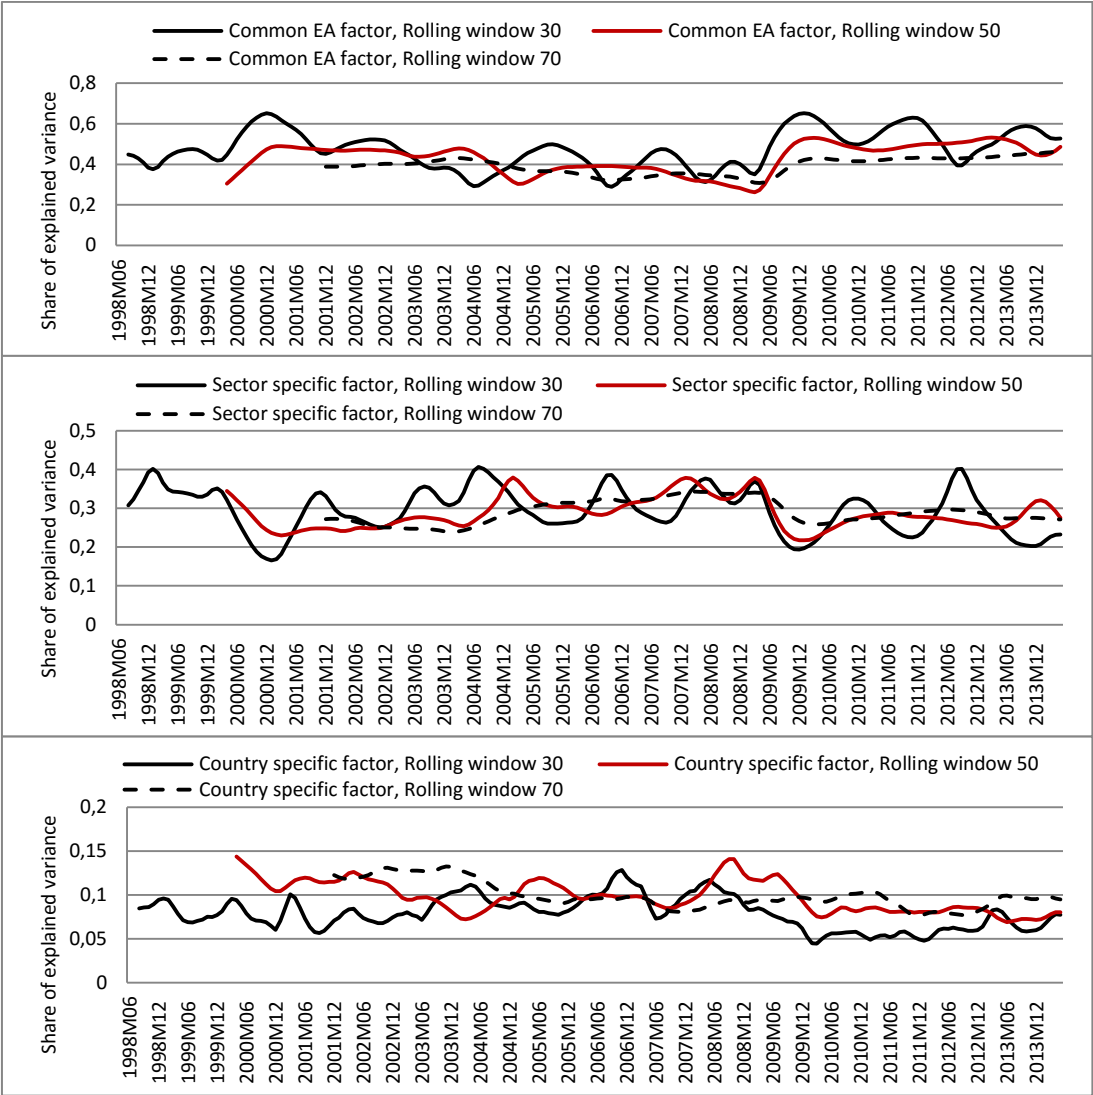 Common EA factor, Rolling window 30 Common EA factor, Rolling window 50
Common EA factor, Rolling window 70
Share of explained variance
0,8
0,6
0,4
0,2
0
1998M06 1998M12 1999M06 1999M12 2000M06 2000M12 2001M06 2001M12 2002M06 2002M12 2003M06 2003M12 2004M06 2004M12 2005M06 2005M12 2006M06 2006M12 2007M06 2007M12 2008M06 2008M12 2009M06 2009M12 2010M06 2010M12 2011M06 2011M12 2012M06 2012M12 2013M06 2013M12
Sector specific factor, Rolling window 30 Sector specific factor, Rolling window 50
Sector specific factor, Rolling window 70
Share of explained variance
0,5
0,4
0,3
0,2
0,1
0
1998M06 1998M12 1999M06 1999M12 2000M06 2000M12 2001M06 2001M12 2002M06 2002M12 2003M06 2003M12 2004M06 2004M12 2005M06 2005M12 2006M06 2006M12 2007M06 2007M12 2008M06 2008M12 2009M06 2009M12 2010M06 2010M12 2011M06 2011M12 2012M06 2012M12 2013M06 2013M12
Country specific factor, Rolling window 30 Country specific factor, Rolling window 50
Country specific factor, Rolling window 70
Share of explained variance
0,2
0,15
0,1
0,05
0
1998M06 1998M12 1999M06 1999M12 2000M06 2000M12 2001M06 2001M12 2002M06 2002M12 2003M06 2003M12 2004M06 2004M12 2005M06 2005M12 2006M06 2006M12 2007M06 2007M12 2008M06 2008M12 2009M06 2009M12 2010M06 2010M12 2011M06 2011M12 2012M06 2012M12 2013M06 2013M12